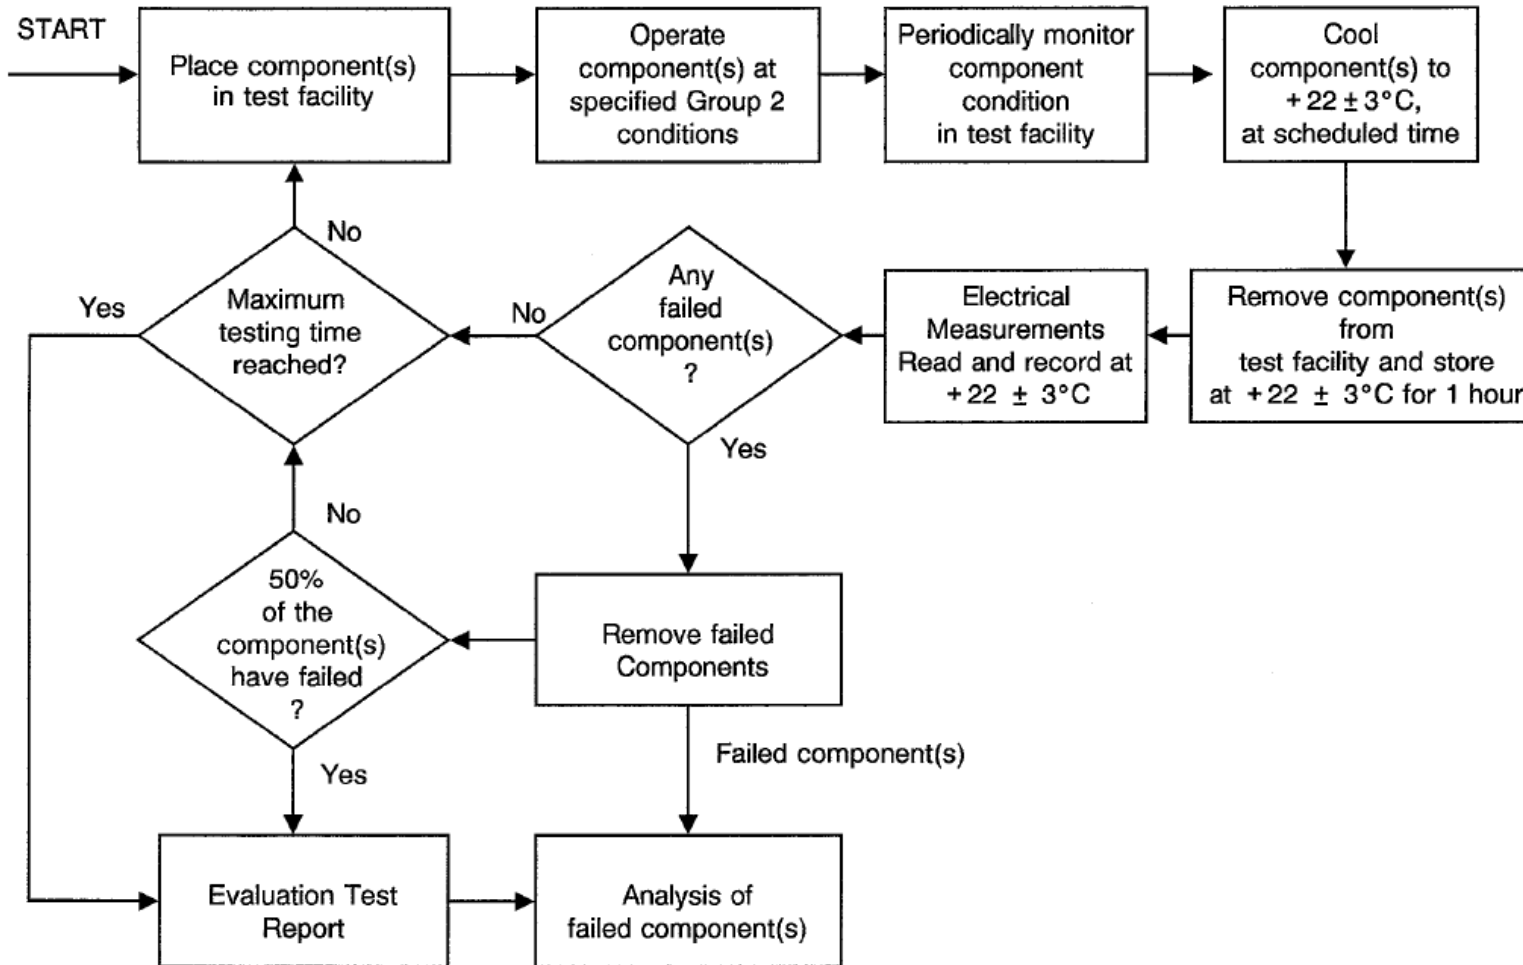 START
Place component(s)
in test facility
Operate
component(s) at
specified Group 2
conditions
Periodically monitor
component
condition
in test facility
Cool
component(s) to
+22 ± 3°C,
at scheduled time
No
Yes
Maximum
testing time
reached?
No
Any
failed
component(s)
?
Electrical
Measurements
Read and record at
+22 ± 3°C
Remove component(s)
from
test facility and store
at +22 ± 3°C for 1 hour
Yes
No
50%
of the
component(s)
have failed
?
Remove failed
Components
Yes
Failed component(s)
Evaluation Test
Report
Analysis of
failed component(s)